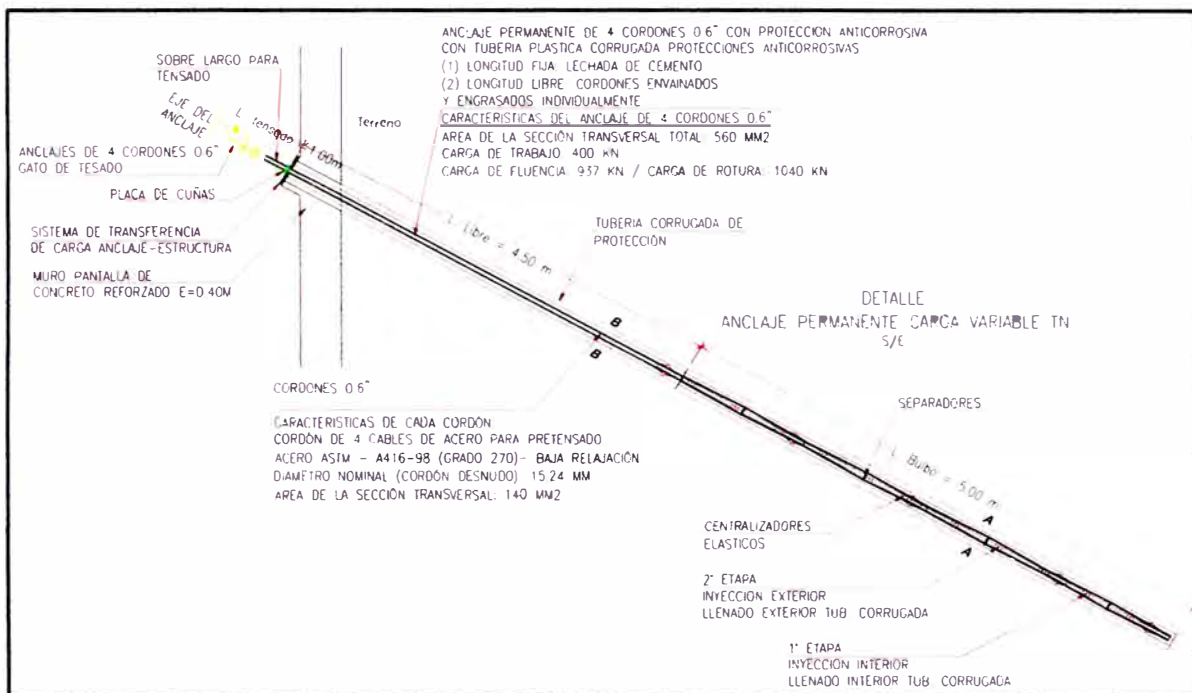 ANCLAJE PERMANENTE DE 4 CORDONES 0.6" CON PROTECCION ANTICORROSIVA
CON TUBERIA PLASTICA CORRUGADA PROTECCIONES ANTICORROSIVAS
(1) LONGITUD FIJA: LECHADA DE CEMENTO
(2) LONGITUD LIBRE: CORDONES ENVAINADOS
Y ENGRASADOS INDIVIDUALMENTE
CARACTERISTICAS DEL ANCLAJE DE 4 CORDONES 0.6"
AREA DE LA SECCIÓN TRANSVERSAL TOTAL: 560 MM2
CARGA DE TRABAJO: 400 KN
CARGA DE FLUENCIA: 937 KN / CARGA DE ROTURA: 1040 KN
SOBRE LARGO PARA
TENSADO
EJE DEL
ANCLAJE
L. tensado 1.00m
Terreno
ANCLAJES DE 4 CORDONES 0.6"
GATO DE TESADO
PLACA DE CUÑAS
SISTEMA DE TRANSFERENCIA
DE CARGA ANCLAJE-ESTRUCTURA
MURO PANTALLA DE
CONCRETO REFORZADO E=0.40M
L. Libre = 4.50 m
TUBERIA CORRUGADA DE
PROTECCIÓN
DETALLE
ANCLAJE PERMANENTE CARGA VARIABLE TN
S/E
B
B
CORDONES 0.6"
CARACTERISTICAS DE CADA CORDÓN
CORDÓN DE 4 CABLES DE ACERO PARA PRETENSADO
ACERO ASTM - A416-98 (GRADO 270)- BAJA RELAJACIÓN
DIAMETRO NOMINAL (CORDÓN DESNUDO) 15.24 MM
AREA DE LA SECCIÓN TRANSVERSAL: 140 MM2
SEPARADORES
L. Bulbo = 5.00 m
A
A
CENTRALIZADORES
ELASTICOS
2° ETAPA
INYECCION EXTERIOR
LLENADO EXTERIOR TUB. CORRUGADA
1° ETAPA
INYECCION INTERIOR
LLENADO INTERIOR TUB. CORRUGADA